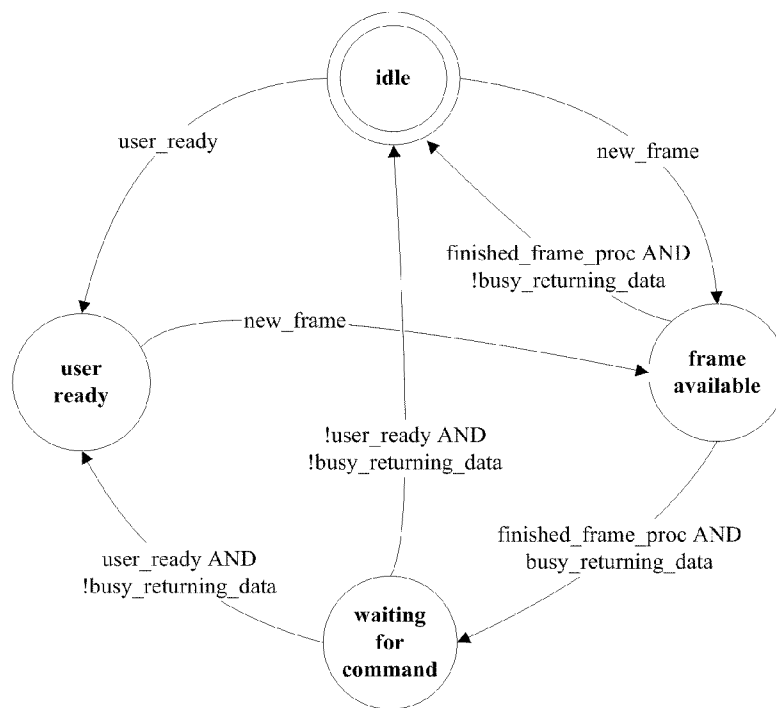 idle
user_ready
new_frame
finished_frame_proc AND
!busy_returning_data
new_frame
user
ready
frame
available
!user_ready AND
!busy_returning_data
finished_frame_proc AND
busy_returning_data
user_ready AND
!busy_returning_data
waiting
for
command